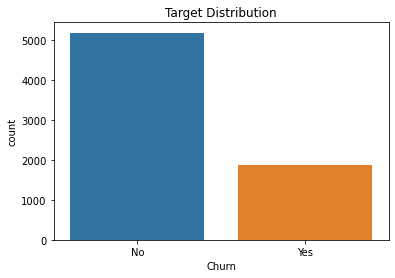 Target Distribution
5000
4000
3000
2000
1000
0
count
No
Yes
Churn